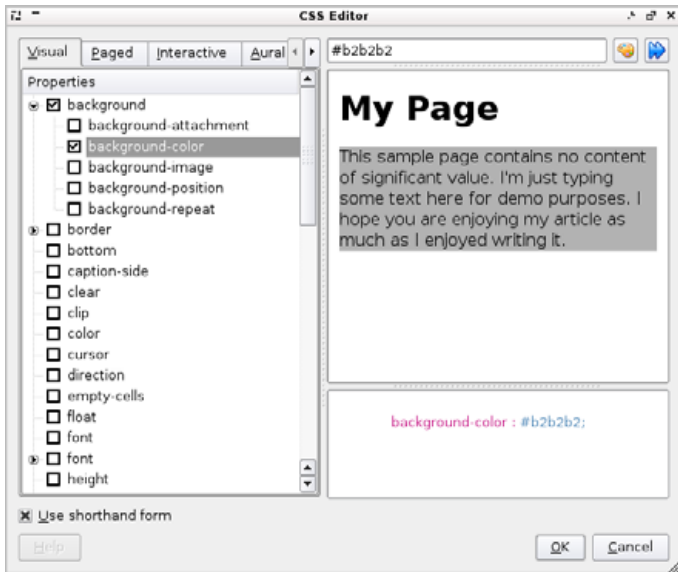 CSS Editor
Visual Paged Interactive Aural
#b2b2b2
Properties
background
background-attachment
background-color
background-image
background-position
background-repeat
border
bottom
caption-side
clear
clip
color
cursor
direction
empty-cells
float
font
font
height
My Page
This sample page contains no content
of significant value. I'm just typing
some text here for demo purposes. I
hope you are enjoying my article as
much as I enjoyed writing it.
background-color : #b2b2b2;
Use shorthand form
Help
OK Cancel